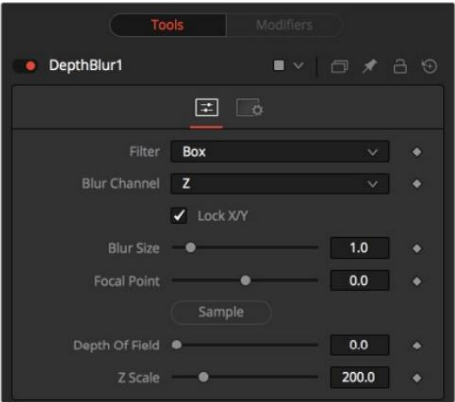 Tools Modifiers
DepthBlur1
Filter Box
Blur Channel Z
Lock X/Y
Blur Size 1.0
Focal Point 0.0
Sample
Depth Of Field 0.0
Z Scale 200.0